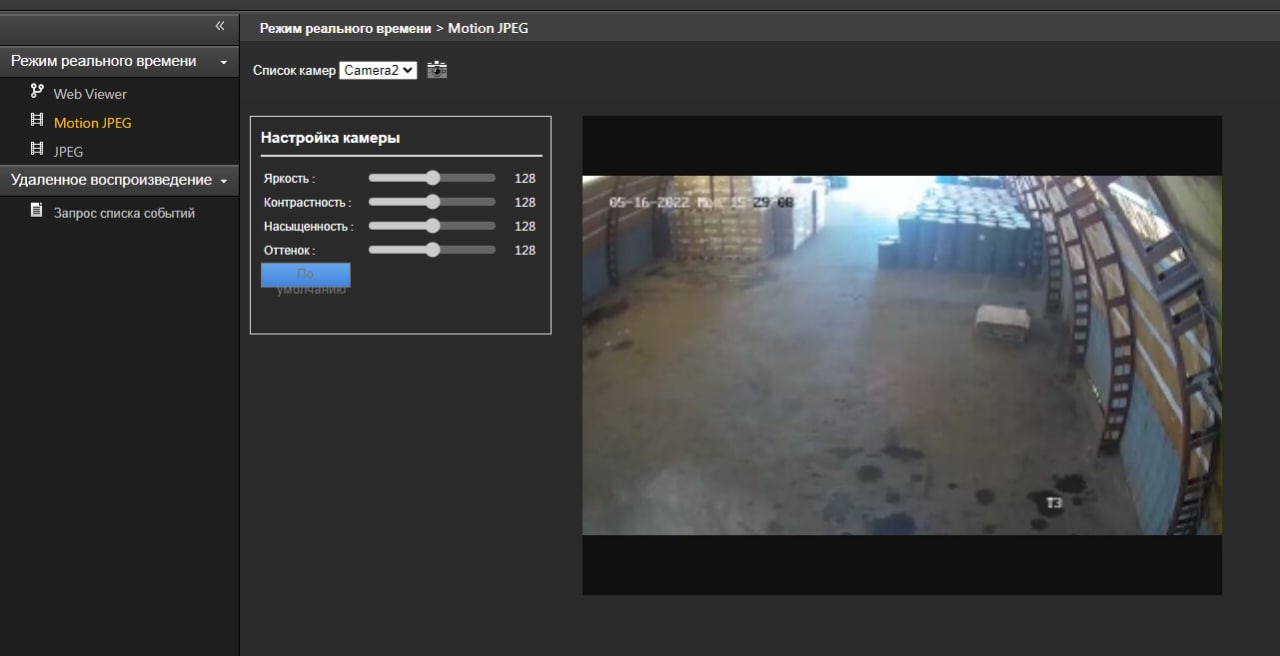 «
Режим реального времени > Motion JPEG
Режим реального времени
Список камер Camera2
Web Viewer
Motion JPEG
JPEG
Удаленное воспроизведение
Запрос списка событий
Настройка камеры
Яркость : 128
Контрастность : 128
Насыщенность : 128
Оттенок : 128
По
умолчанию
05-16-2022 Mon 15 29 08
T3